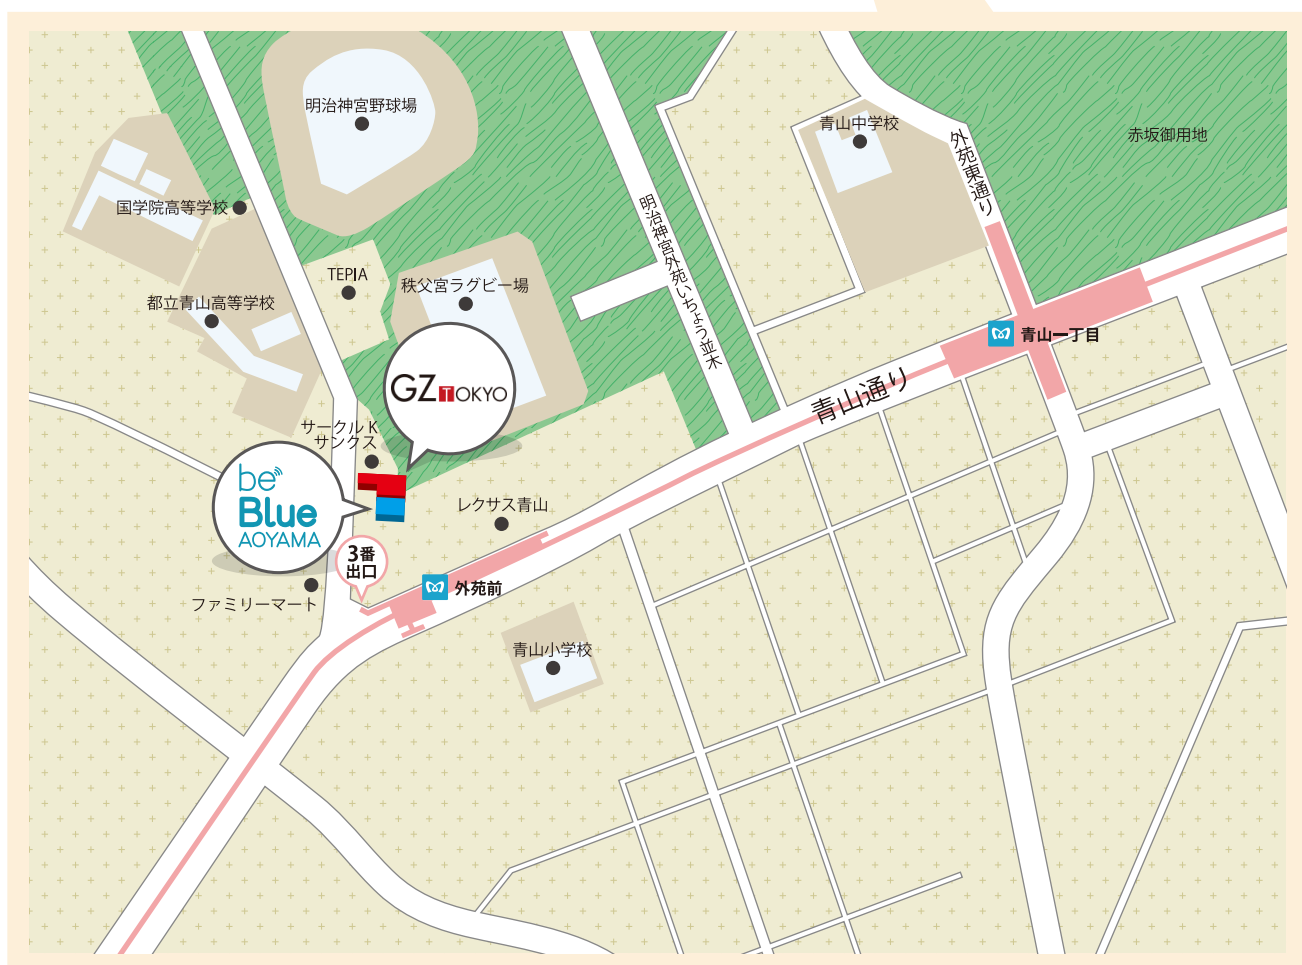 明治神宮野球場
青山中学校
赤坂御用地
外苑東通り
国学院高等学校
明治神宮外苑いちょう並木
TEPIA
秩父宮ラグビー場
都立青山高等学校
青山一丁目
GZ TOKYO
青山通り
サークルK
サンクス
be
Blue
AOYAMA
レクサス青山
3番
出口
外苑前
ファミリーマート
青山小学校